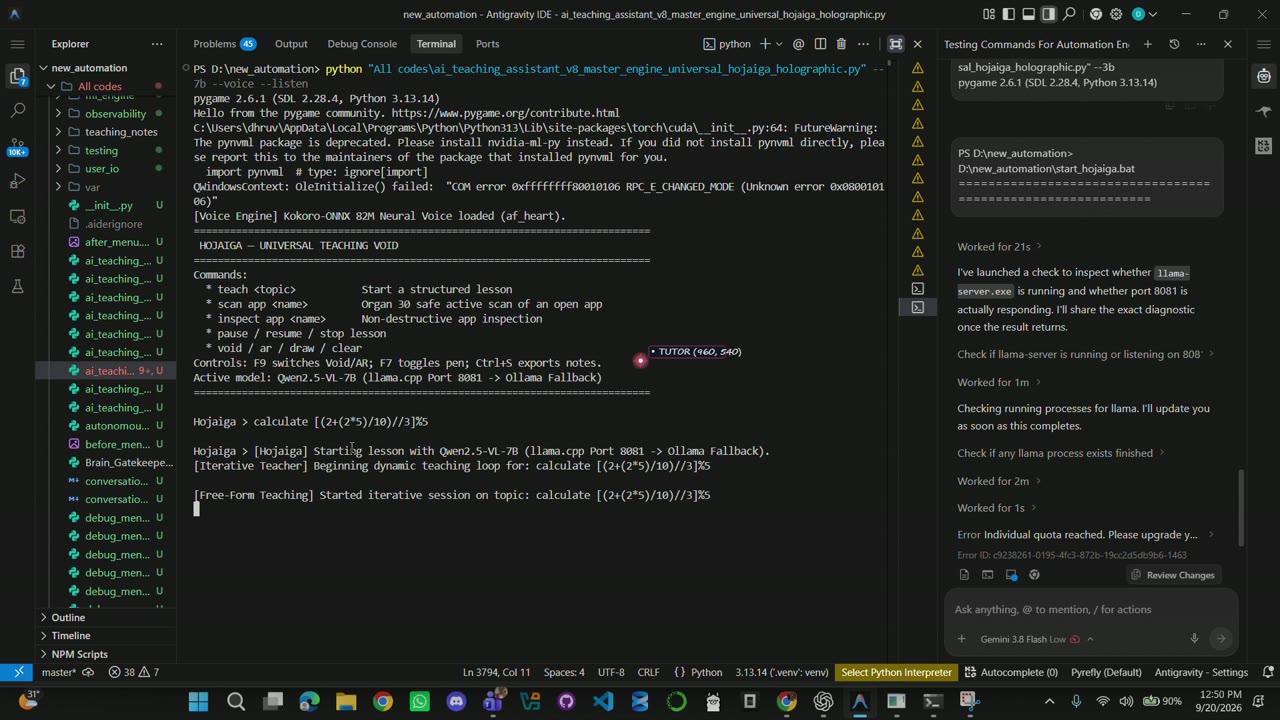 new_automation - Antigravity IDE - ai_teaching_assistant_v8_master_engine_universal_hojaiga_holographic.py
Explorer
new_automation
All codes
ml_engine
observability
teaching_notes
testing
user_io
var
__init__.py U
.aiderignore
after_menu.... U
ai_teaching... U
ai_teaching... U
ai_teaching... U
ai_teaching... U
ai_teaching... U
ai_teaching... U
ai_teachi... 9+, U
ai_teaching... U
ai_teaching... U
autonomou... U
before_men... U
Brain_Gatekeepe...
conversatio... U
conversatio... U
debug_men... U
debug_men... U
debug_men... U
debug_men... U
debug_men... U
Outline
Timeline
NPM Scripts
Problems 45 Output Debug Console Terminal Ports
python
PS D:\new_automation> python "All codes\ai_teaching_assistant_v8_master_engine_universal_hojaiga_holographic.py" --
7b --voice --listen
pygame 2.6.1 (SDL 2.28.4, Python 3.13.14)
Hello from the pygame community. https://www.pygame.org/contribute.html
C:\Users\dhruv\AppData\Local\Programs\Python\Python313\Lib\site-packages\torch\cuda\__init__.py:64: FutureWarning:
The pynvml package is deprecated. Please install nvidia-ml-py instead. If you did not install pynvml directly, plea
se report this to the maintainers of the package that installed pynvml for you.
import pynvml # type: ignore[import]
QWindowsContext: OleInitialize() failed: "COM error 0xffffffff80010106 RPC_E_CHANGED_MODE (Unknown error 0x0800101
06)"
[Voice Engine] Kokoro-ONNX 82M Neural Voice loaded (af_heart).
==============================================================================
HOJAIGA — UNIVERSAL TEACHING VOID
==============================================================================
Commands:
* teach <topic> Start a structured lesson
* scan app <name> Organ 30 safe active scan of an open app
* inspect app <name> Non-destructive app inspection
* pause / resume / stop lesson
* void / ar / draw / clear
• TUTOR (960, 540)
Controls: F9 switches Void/AR; F7 toggles pen; Ctrl+S exports notes.
Active model: Qwen2.5-VL-7B (llama.cpp Port 8081 -> Ollama Fallback)
==============================================================================
Hojaiga > calculate [(2+(2*5)/10)//3]%5
Hojaiga > [Hojaiga] Starting lesson with Qwen2.5-VL-7B (llama.cpp Port 8081 -> Ollama Fallback).
[Iterative Teacher] Beginning dynamic teaching loop for: calculate [(2+(2*5)/10)//3]%5
[Free-Form Teaching] Started iterative session on topic: calculate [(2+(2*5)/10)//3]%5
Testing Commands For Automation En
sal_hojaiga_holographic.py" --3b
pygame 2.6.1 (SDL 2.28.4, Python 3.13.14)
PS D:\new_automation>
D:\new_automation\start_hojaiga.bat
===================================
===========================
Worked for 21s
I've launched a check to inspect whether llama-
server.exe is running and whether port 8081 is
actually responding. I'll share the exact diagnostic
once the result returns.
Check if llama-server is running or listening on 808
Worked for 1m
Checking running processes for llama. I'll update you
as soon as this completes.
Check if any llama process exists finished
Worked for 2m
Worked for 1s
Error Individual quota reached. Please upgrade y...
Error ID: c9238261-0195-4fc3-872b-19cc2d5db9b6-1463
Review Changes
Ask anything, @ to mention, / for actions
Gemini 3.8 Flash Low
master* 38 7
Ln 3794, Col 11 Spaces: 4 UTF-8 CRLF {} Python 3.13.14 ('.venv': venv) Select Python Interpreter Autocomplete (0) Pyrefly (Default) Antigravity - Settings
10K+
7
31°
90%
12:50 PM
9/20/2026